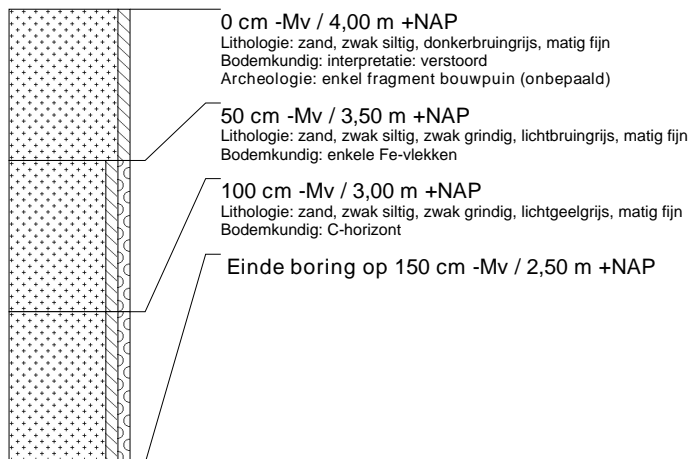 0 cm -Mv / 4,00 m +NAP
Lithologie: zand, zwak siltig, donkerbruingrijs, matig fijn
Bodemkundig: interpretatie: verstoord
Archeologie: enkel fragment bouwpuin (onbepaald)
50 cm -Mv / 3,50 m +NAP
Lithologie: zand, zwak siltig, zwak grindig, lichtbruingrijs, matig fijn
Bodemkundig: enkele Fe-vlekken
100 cm -Mv / 3,00 m +NAP
Lithologie: zand, zwak siltig, zwak grindig, lichtgeelgrijs, matig fijn
Bodemkundig: C-horizont
Einde boring op 150 cm -Mv / 2,50 m +NAP